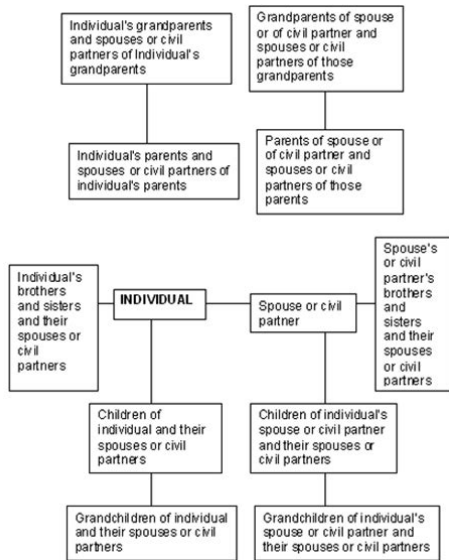 Individual's grandparents
and spouses or civil
partners of Individual's
grandparents
Grandparents of spouse
or of civil partner and
spouses or civil
partners of those
grandparents
Individual's parents and
spouses or civil partners of
individual's parents
Parents of spouse or
of civil partner and
spouses or civil
partners of those
parents
Individual's
brothers
and sisters
and their
spouses or
civil
partners
INDIVIDUAL
Spouse or civil
partner
Spouse's
or civil
partner's
brothers
and
sisters
and their
spouses
or civil
partners
Children of
individual and their
spouses or civil
partners
Children of individual's
spouse or civil partner
and their spouses or
civil partners
Grandchildren of individual
and their spouses or civil
partners
Grandchildren of individual's
spouse or civil partner and
their spouses or civil partners